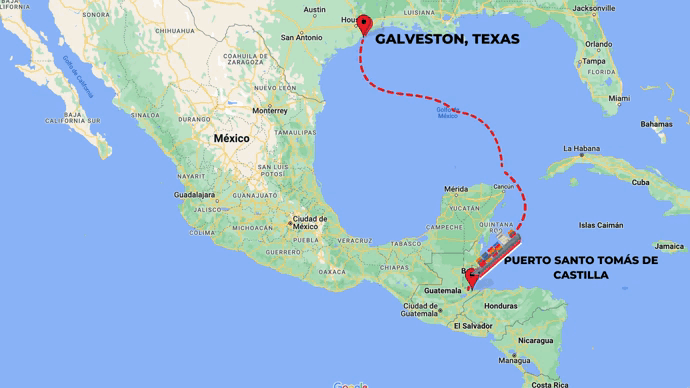 Austin
Jacksonville
LOUISIANA
Hou
San Antonio
GALVESTON, TEXAS
SONORA
CHIHUAHUA
Orlando
Tampa
FLORIDA
COAHUILA DE
ZARAGOZA
Golfo de California
BAJA
CALIFORNIA SUR
NUEVO LEÓN
Monterrey
Miami
SINALOA
DURANGO
Golfo de
México
Bahamas
TAMAULIPAS
México
ZACATECAS
La Habana
SAN LUIS
POTOSÍ
NAYARIT
Cuba
Mérida
Cancún
Guadalajara
GUANAJUATO
YUCATÁN
JALISCO
Ciudad de
México
QUINTANA
ROO
CAMPECHE
Islas Caimán
COLIMA
MICHOACÁN
PUEBLA
VERACRUZ
TABASCO
Jamaica
GUERRERO
OAXACA
CHIAPAS
PUERTO SANTO TOMÁS DE
CASTILLA
Guatemala
Ciudad de
Guatemala
Honduras
El Salvador
Nicaragua
Managua
Costa Rica
Google